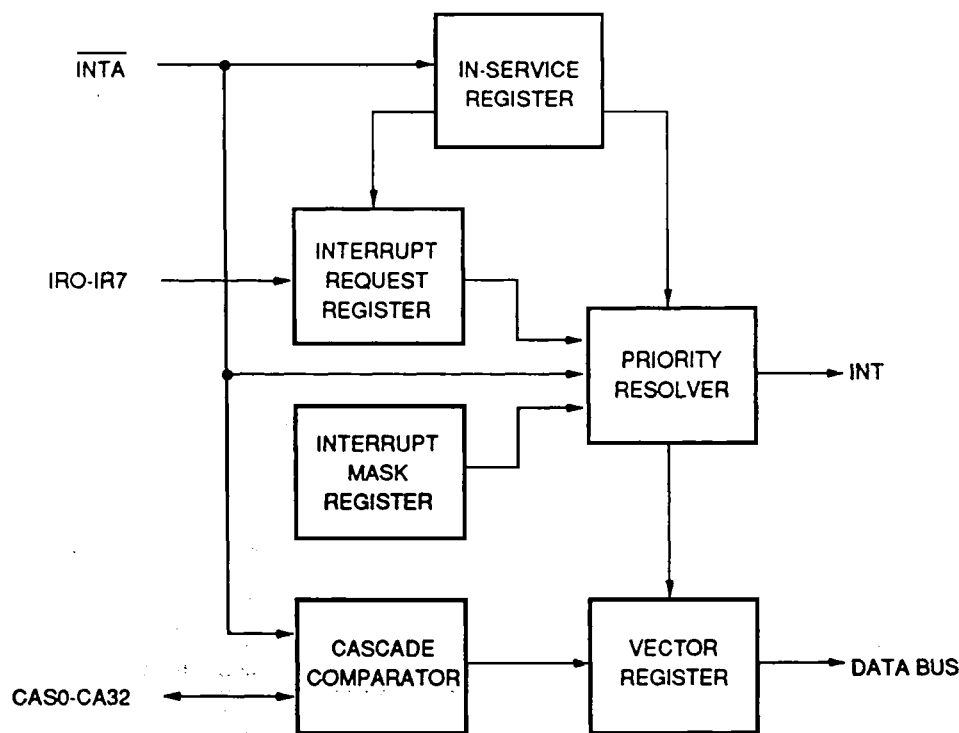 INTA
IN-SERVICE
REGISTER
IRO-IR7
INTERRUPT
REQUEST
REGISTER
PRIORITY
RESOLVER
INT
INTERRUPT
MASK
REGISTER
CAS0-CA32
CASCADE
COMPARATOR
VECTOR
REGISTER
DATA BUS